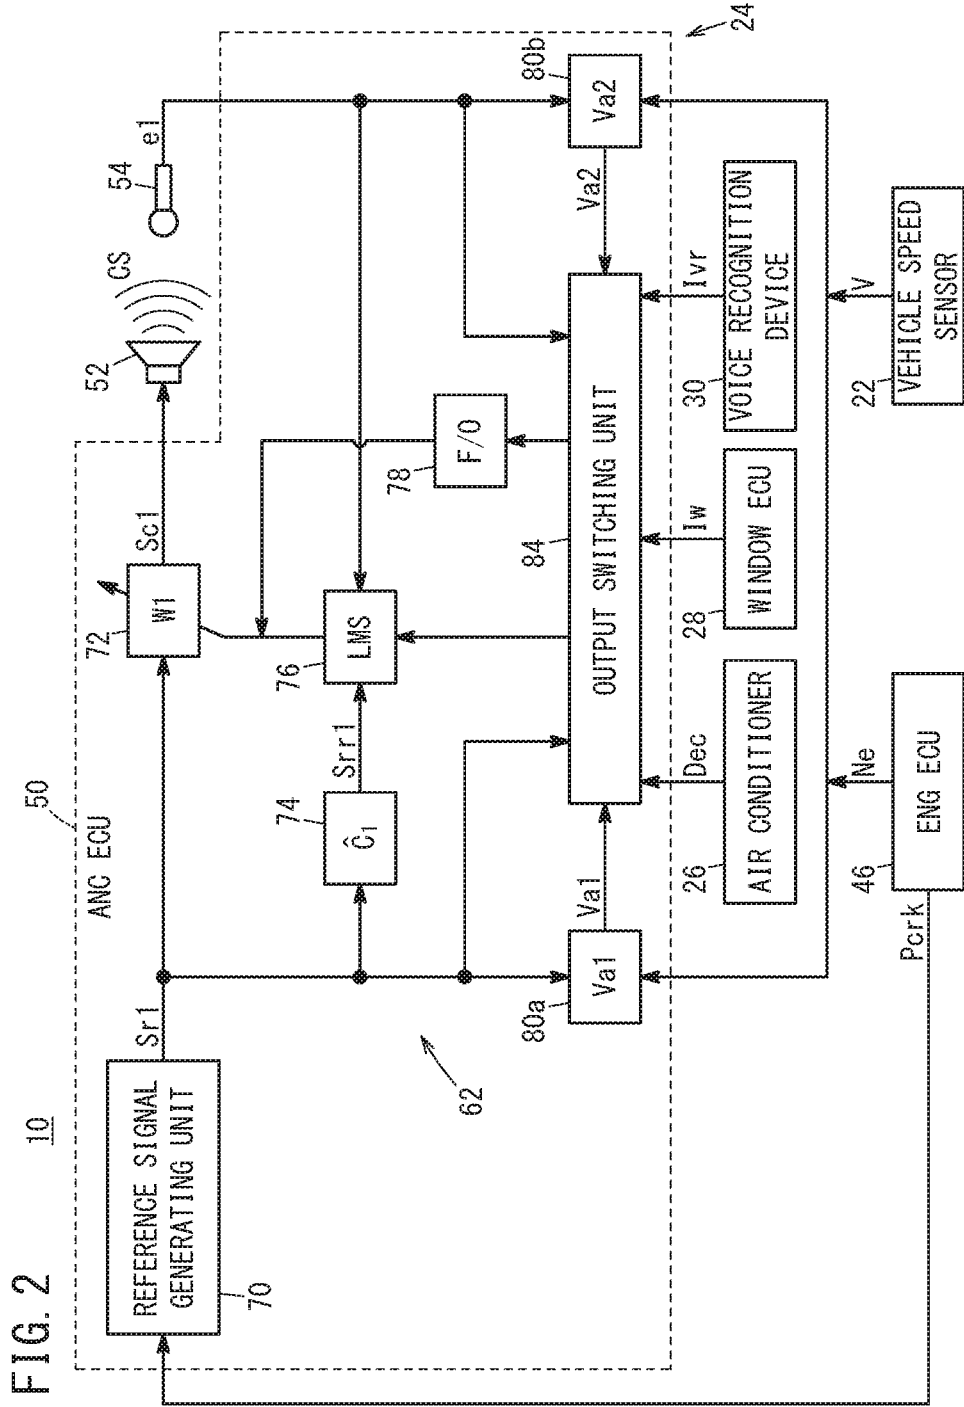 FIG. 2
10
50
ANC ECU
REFERENCE SIGNAL
GENERATING UNIT
70
Sr1
72
W1
Sc1
52
CS
54
e1
62
74
Ĉ1
Srr1
76
LMS
78
F/O
80a
Va1
Va1
84
OUTPUT SWITCHING UNIT
Va2
80b
Va2
24
Dec
Iw
Ivr
26
AIR CONDITIONER
28
WINDOW ECU
30
VOICE RECOGNITION
DEVICE
Pcrk
46
ENG ECU
Ne
22
VEHICLE SPEED
SENSOR
V